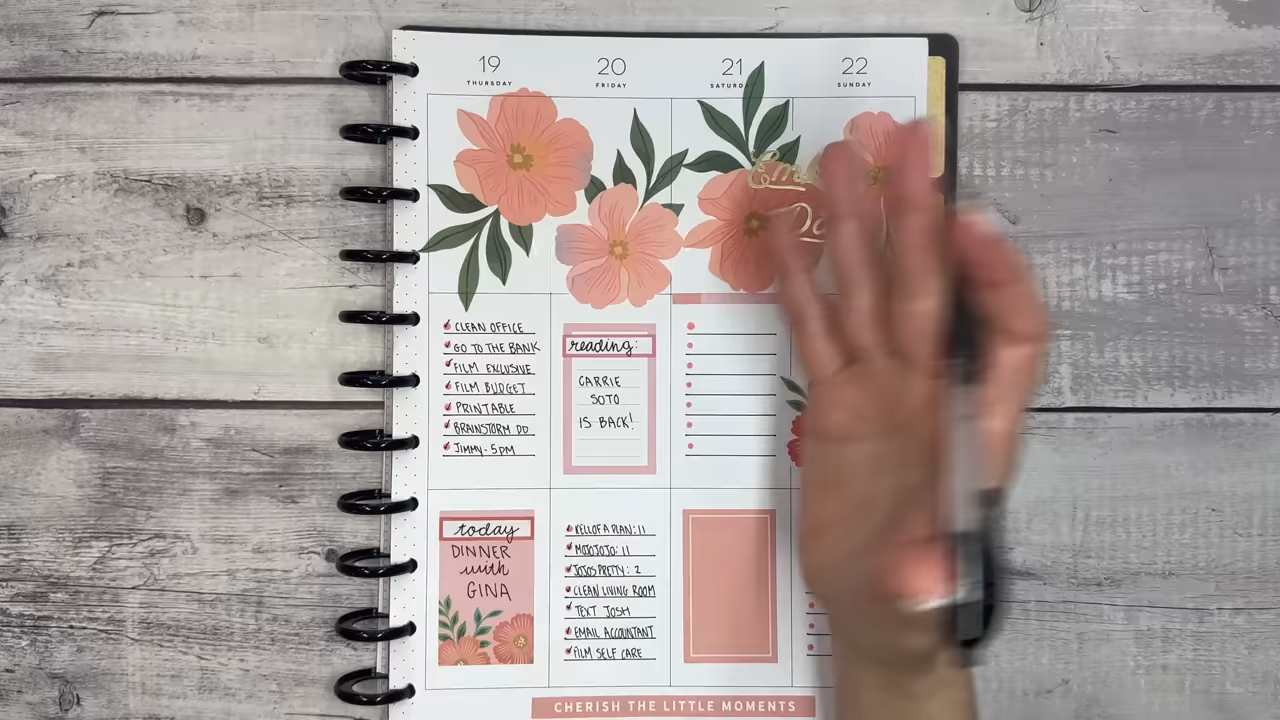 19 20 21 22
THURSDAY FRIDAY SATURDAY SUNDAY
CLEAN OFFICE
GO TO THE BANK
FILM EXCLUSIVE
FILM BUDGET
PRINTABLE
BRAINSTORM DD
JIMMY - 5PM
reading:
CARRIE
SOTO
IS BACK!
today
DINNER
with
GINA
KELLOFAPLAN: 11
MOJOJOJO: 11
JOJOSPRETTY: 2
CLEAN LIVING ROOM
TEXT JOSH
EMAIL ACCOUNTANT
FILM SELF CARE
CHERISH THE LITTLE MOMENTS